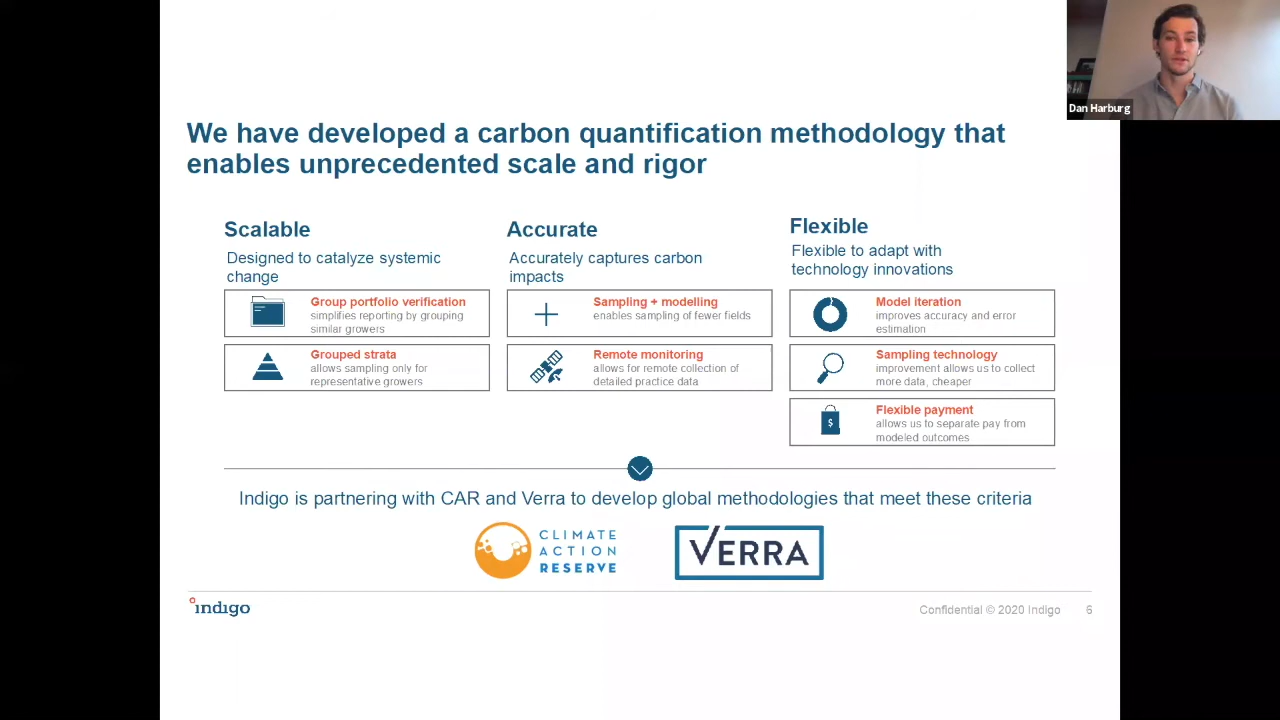 Dan Harburg
We have developed a carbon quantification methodology that
enables unprecedented scale and rigor
Scalable
Designed to catalyze systemic
change
Group portfolio verification
simplifies reporting by grouping
similar growers
Grouped strata
allows sampling only for
representative growers
Accurate
Accurately captures carbon
impacts
Sampling + modelling
enables sampling of fewer fields
Remote monitoring
allows for remote collection of
detailed practice data
Flexible
Flexible to adapt with
technology innovations
Model iteration
improves accuracy and error
estimation
Sampling technology
improvement allows us to collect
more data, cheaper
$
Flexible payment
allows us to separate pay from
modeled outcomes
Indigo is partnering with CAR and Verra to develop global methodologies that meet these criteria
CLIMATE
ACTION
RESERVE
VERRA
indigo
Confidential © 2020 Indigo 6